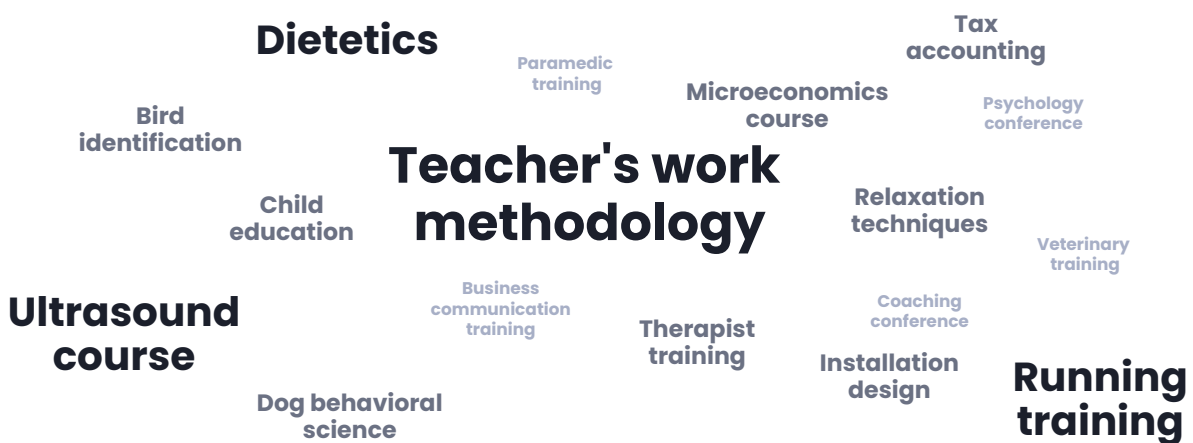 Dietetics
Tax
accounting
Paramedic
training
Microeconomics
course
Psychology
conference
Bird
identification
Teacher's work
methodology
Child
education
Relaxation
techniques
Veterinary
training
Ultrasound
course
Business
communication
training
Coaching
conference
Therapist
training
Installation
design
Running
training
Dog behavioral
science